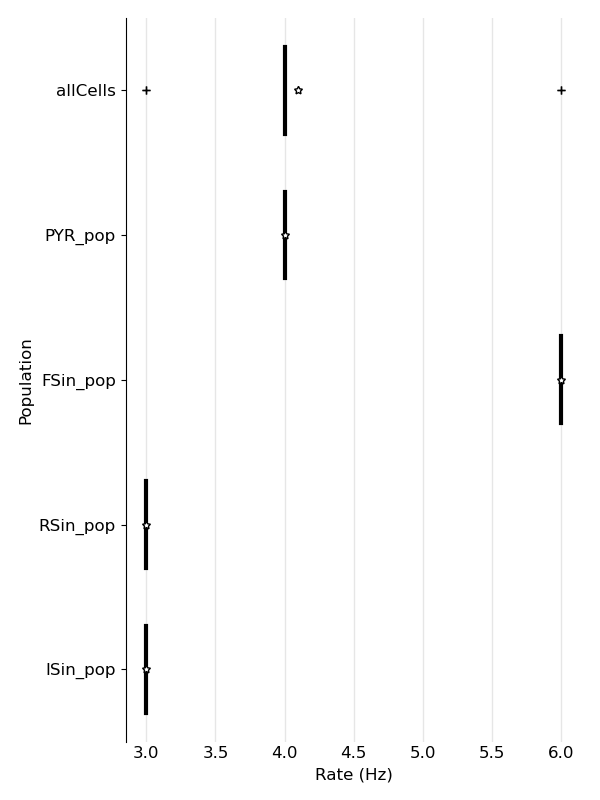 allCells
PYR_pop
FSin_pop
RSin_pop
ISin_pop
Population
3.0 3.5 4.0 4.5 5.0 5.5 6.0
Rate (Hz)